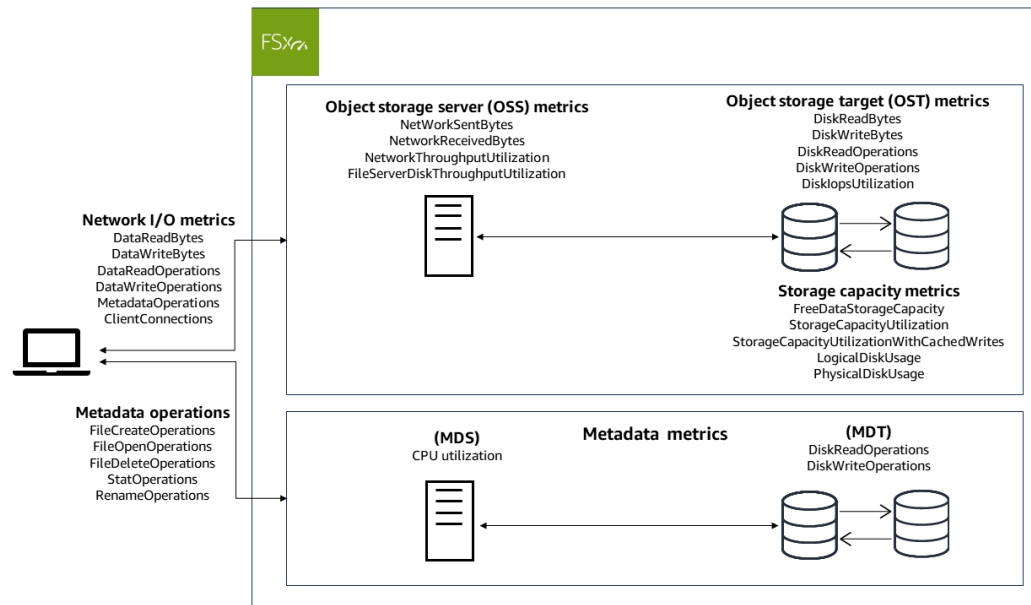 FSx
Object storage server (OSS) metrics
NetWorkSentBytes
NetworkReceivedBytes
NetworkThroughputUtilization
FileServerDiskThroughputUtilization
Object storage target (OST) metrics
DiskReadBytes
DiskWriteBytes
DiskReadOperations
DiskWriteOperations
DiskIopsUtilization
Network I/O metrics
DataReadBytes
DataWriteBytes
DataReadOperations
DataWriteOperations
MetadataOperations
ClientConnections
Storage capacity metrics
FreeDataStorageCapacity
StorageCapacityUtilization
StorageCapacityUtilizationWithCachedWrites
LogicalDiskUsage
PhysicalDiskUsage
Metadata operations
FileCreateOperations
FileOpenOperations
FileDeleteOperations
StatOperations
RenameOperations
(MDS)
CPU utilization
Metadata metrics
(MDT)
DiskReadOperations
DiskWriteOperations